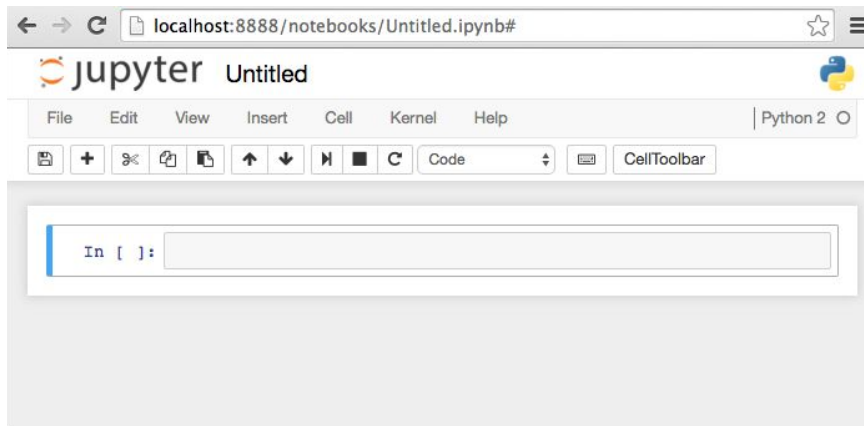 localhost:8888/notebooks/Untitled.ipynb#
jupyter Untitled
File Edit View Insert Cell Kernel Help Python 2
Code CellToolbar
In [ ]: